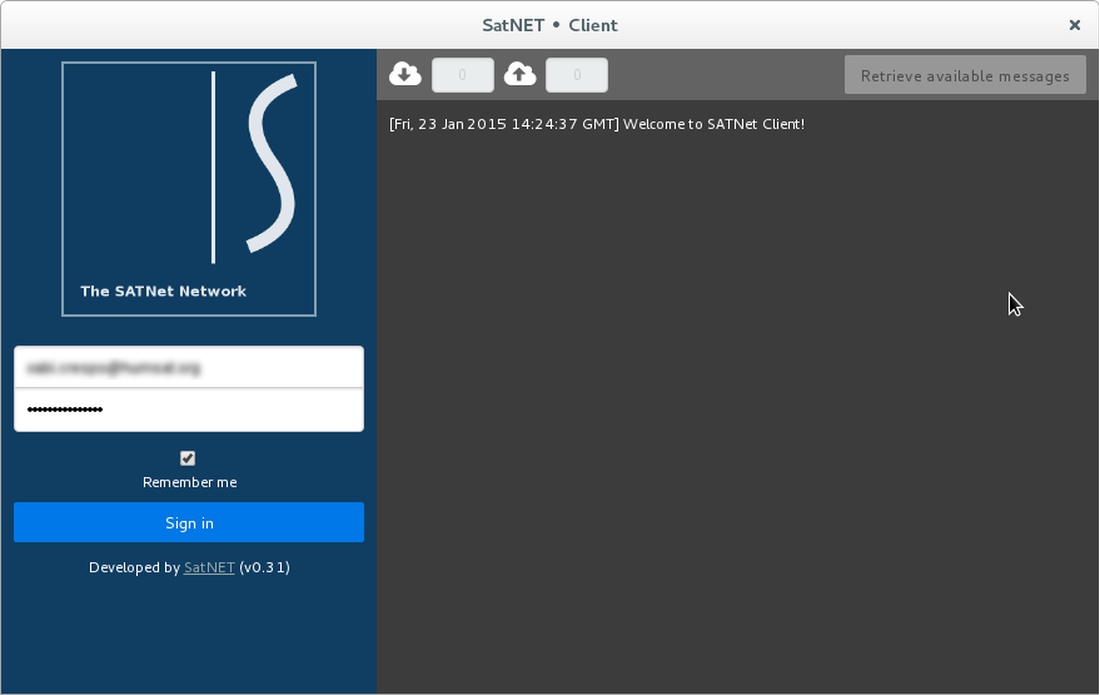 SatNET • Client
The SATNet Network
Remember me
Sign in
Developed by SatNET (v0.31)
0
0
Retrieve available messages
[Fri, 23 Jan 2015 14:24:37 GMT] Welcome to SATNet Client!